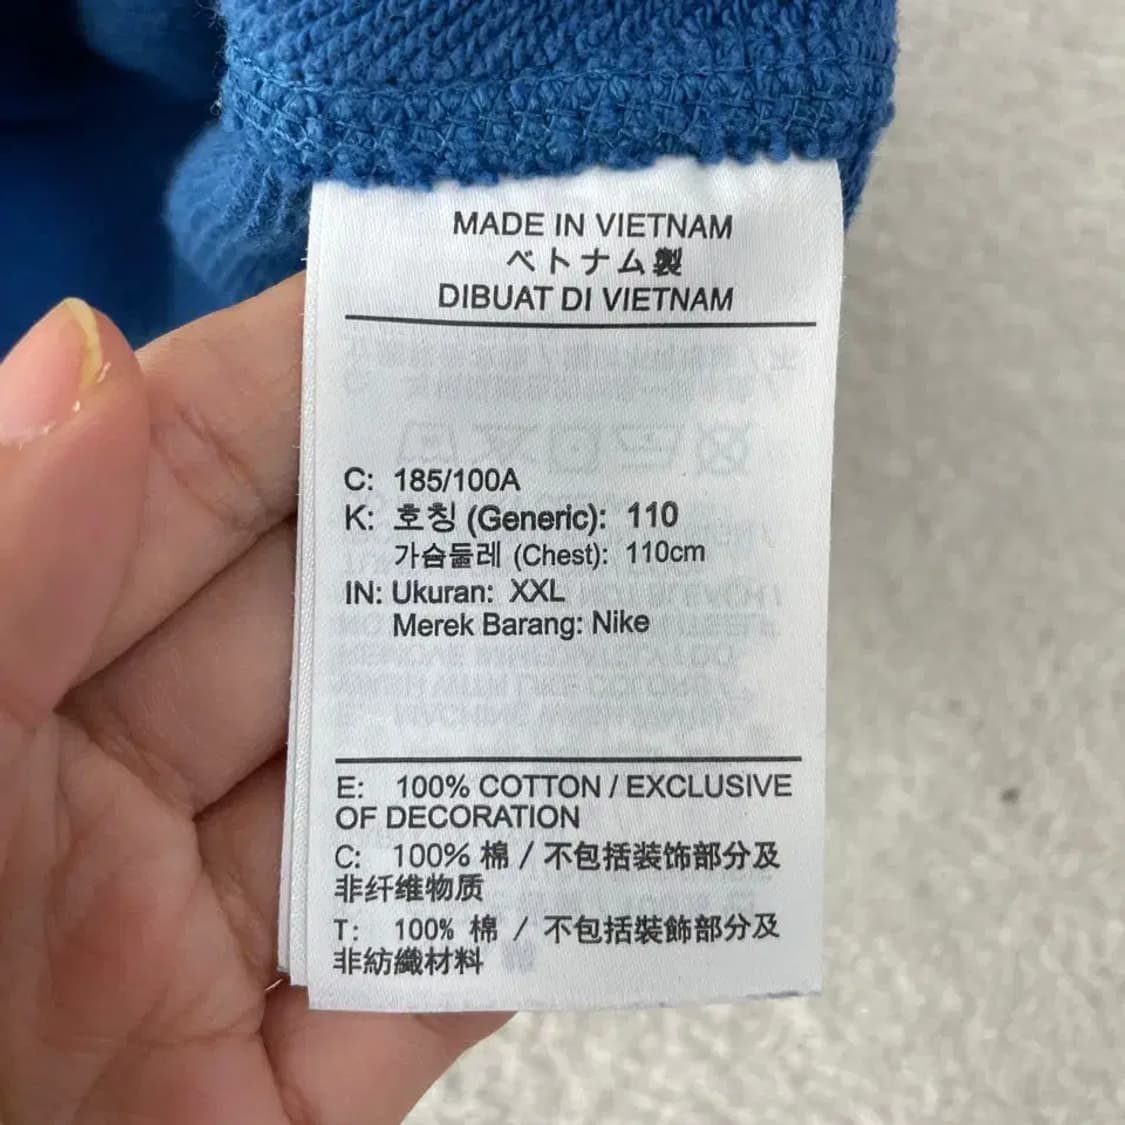 MADE IN VIETNAM
ベトナム製
DIBUAT DI VIETNAM
C: 185/100A
K: 호칭 (Generic): 110
가슴둘레 (Chest): 110cm
IN: Ukuran: XXL
Merek Barang: Nike
E: 100% COTTON / EXCLUSIVE
OF DECORATION
C: 100% 棉 / 不包括装饰部分及
非纤维物质
T: 100% 棉 / 不包括裝飾部分及
非紡織材料